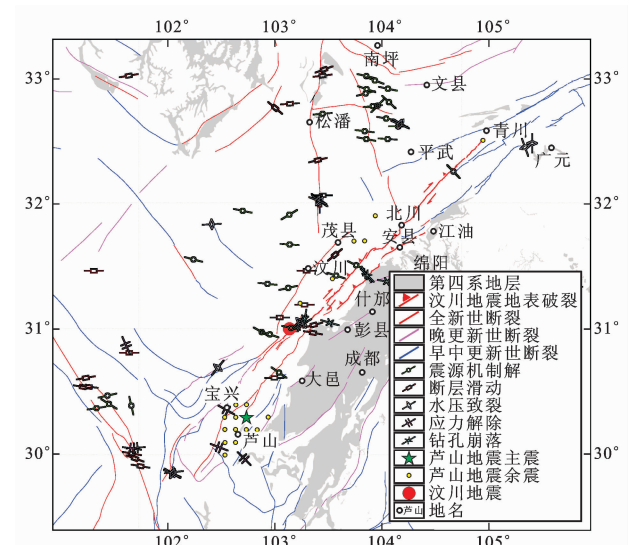 102° 103° 104° 105°
33° 33°
32° 32°
31° 31°
30° 30°
102° 103° 104° 105°
南坪
文县
松潘
青川
平武
广元
北川
茂县
江油
安县
汶川
绵阳
什邡
彭县
成都
大邑
宝兴
芦山
第四系地层
汶川地震地表破裂
全新世断裂
晚更新世断裂
早中更新世断裂
震源机制解
断层滑动
水压致裂
应力解除
钻孔崩落
芦山地震主震
芦山地震余震
汶川地震
芦山 地名